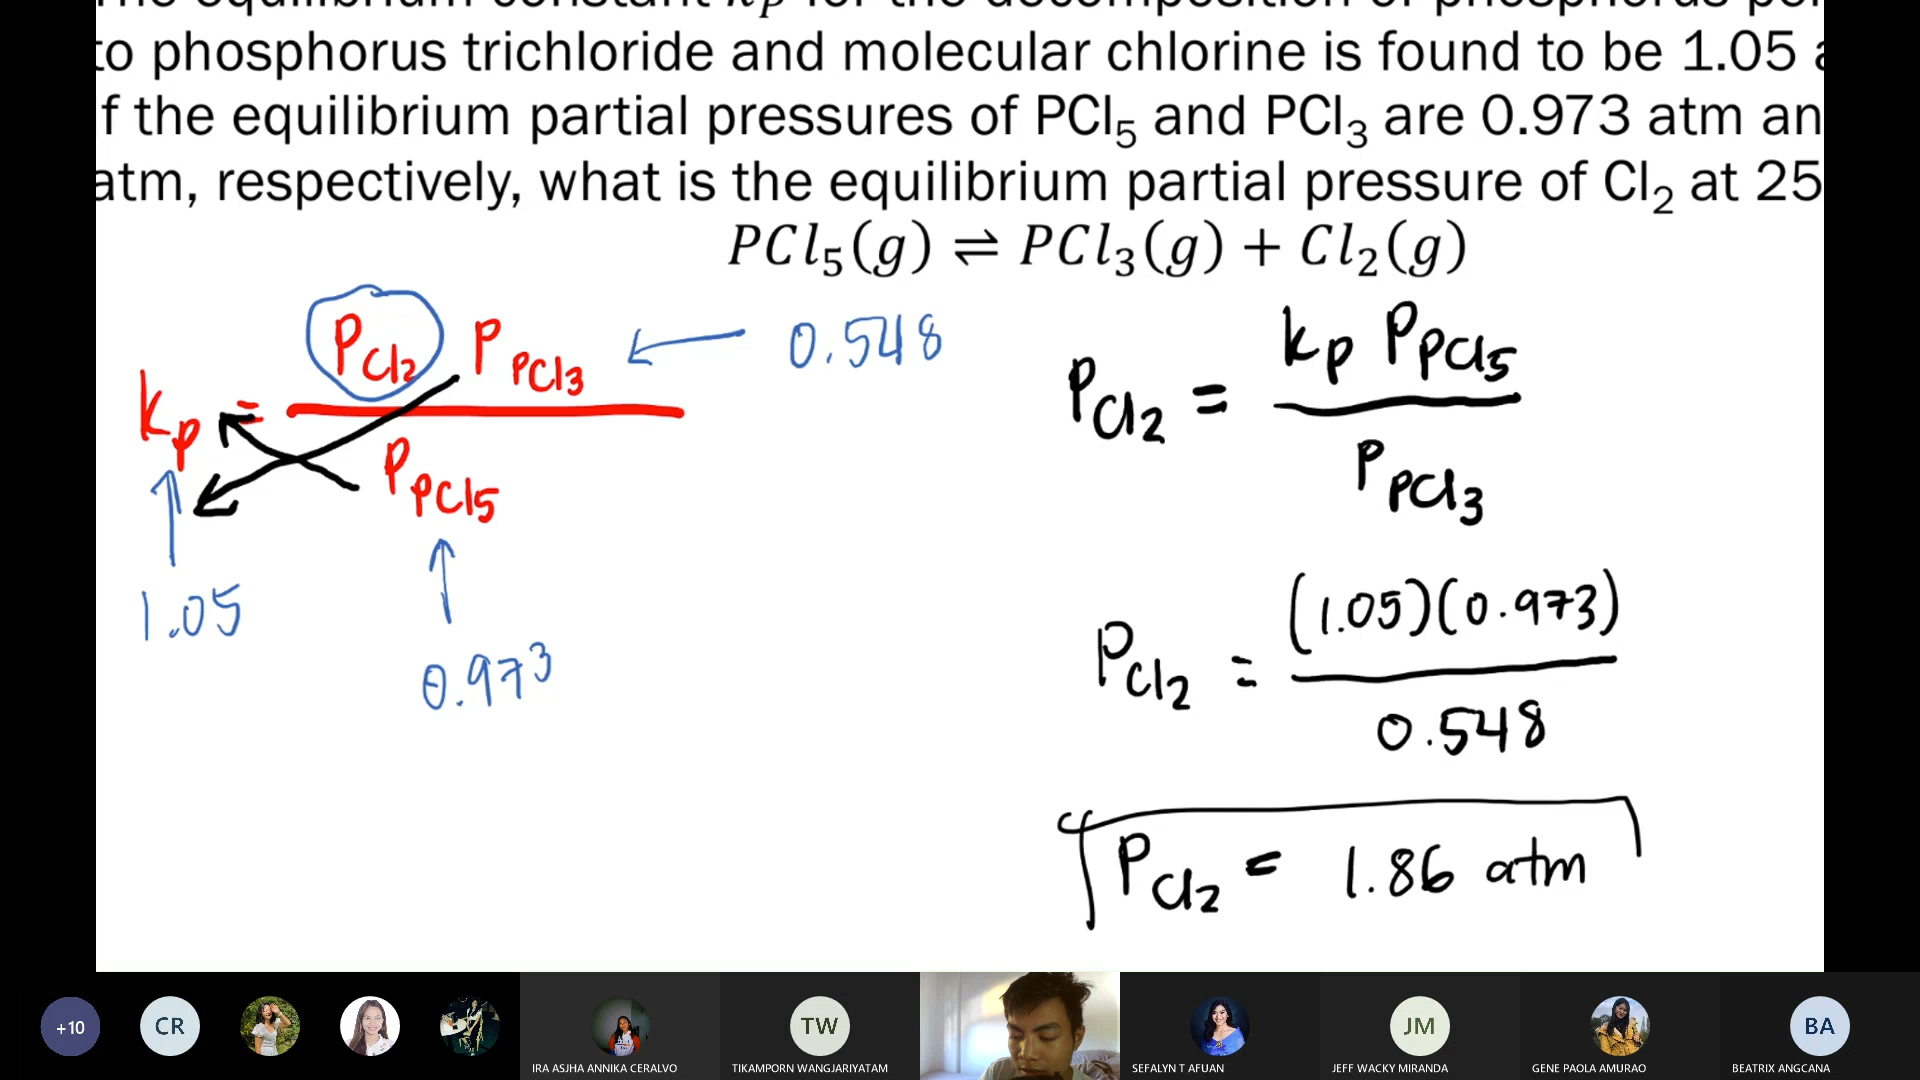 to phosphorus trichloride and molecular chlorine is found to be 1.05
f the equilibrium partial pressures of PCl₅ and PCl₃ are 0.973 atm an
atm, respectively, what is the equilibrium partial pressure of Cl₂ at 25
PCl₅(g) ⇌ PCl₃(g) + Cl₂(g)
kp = PCl₂ PPCl₃ / PPCl₅
0.548
1.05
0.973
PCl₂ = kp PPCl₅ / PPCl₃
PCl₂ = (1.05)(0.973) / 0.548
PCl₂ = 1.86 atm
+10
CR
TW
JM
BA
IRA ASJHA ANNIKA CERALVO
TIKAMPORN WANGJARIYATAM
SEFALYN T AFUAN
JEFF WACKY MIRANDA
GENE PAOLA AMURAO
BEATRIX ANGCANA